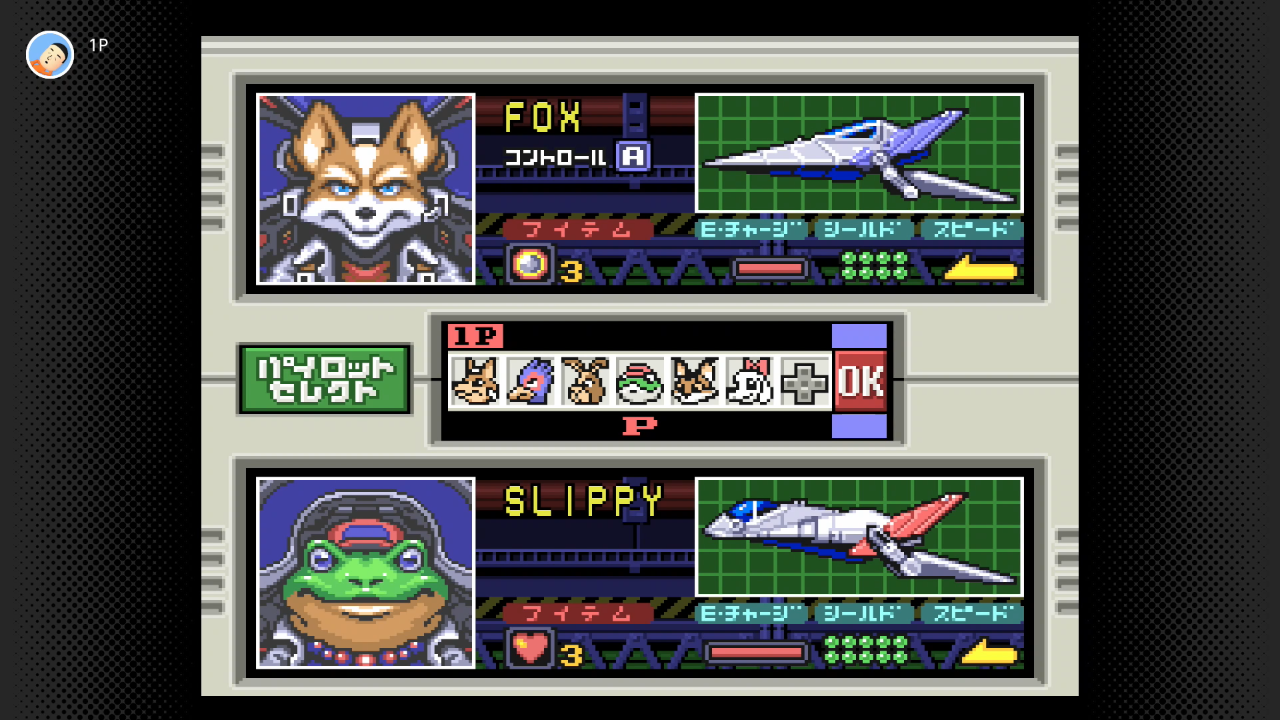 1P
FOX
コントロール A
アイテム E・チャージ シールド スピード
3
1P
パイロット
セレクト
OK
P
SLIPPY
アイテム E・チャージ シールド スピード
3